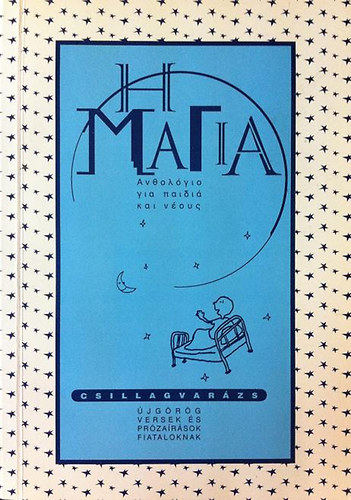 Η
ΜΑΓΙΑ
Ανθολόγιο
για παιδιά
και νέους
CSILLAGVARÁZS
ÚJGÖRÖG
VERSEK ÉS
PRÓZAÍRÁSOK
FIATALOKNAK